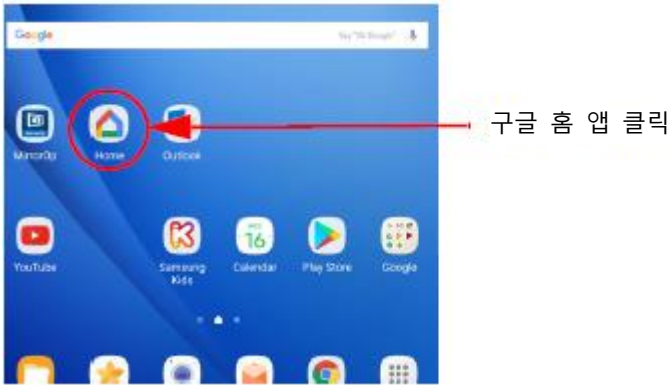 Google
Say "Ok Google"
구글 홈 앱 클릭
MirrorOp Home Outlook
16
YouTube Samsung Calendar Play Store Google
Kids